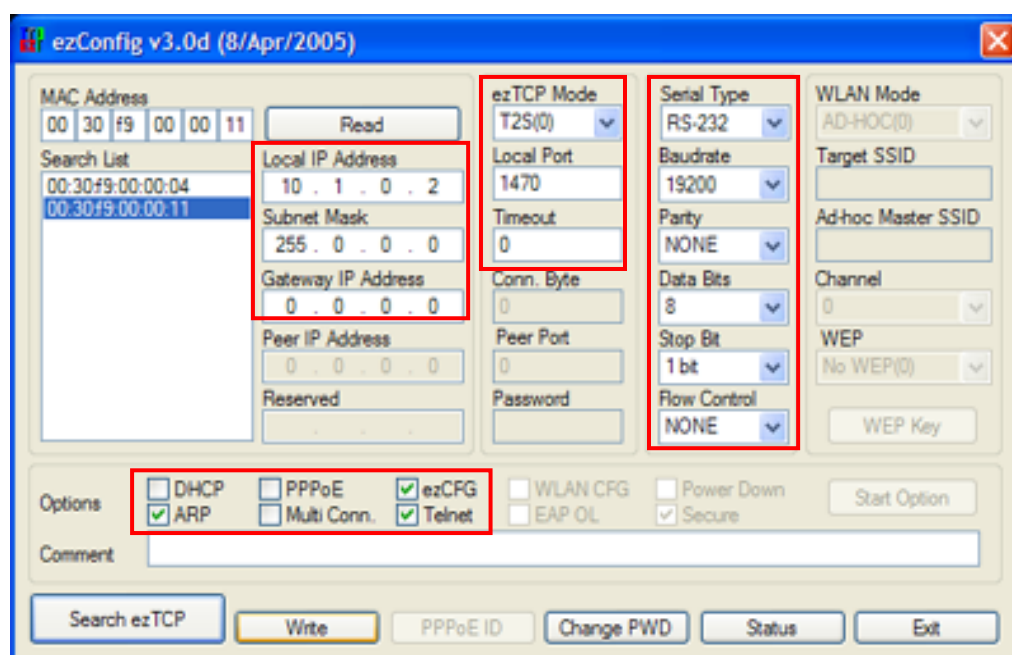 ezConfig v3.0d (8/Apr/2005)
MAC Address
00 30 f9 00 00 11
Read
Search List
00:30:f9:00:00:04
00:30:f9:00:00:11
Local IP Address
10 . 1 . 0 . 2
Subnet Mask
255 . 0 . 0 . 0
Gateway IP Address
0 . 0 . 0 . 0
Peer IP Address
0 . 0 . 0 . 0
Reserved
. . .
ezTCP Mode
T2S(0)
Local Port
1470
Timeout
0
Conn. Byte
0
Peer Port
0
Password
Serial Type
RS-232
Baudrate
19200
Parity
NONE
Data Bits
8
Stop Bit
1 bit
Flow Control
NONE
WLAN Mode
AD-HOC(0)
Target SSID
Ad-hoc Master SSID
Channel
0
WEP
No WEP(0)
WEP Key
Options
DHCP PPPoE ezCFG WLAN CFG Power Down
ARP Multi Conn. Telnet EAP OL Secure
Start Option
Comment
Search ezTCP Write PPPoE ID Change PWD Status Exit